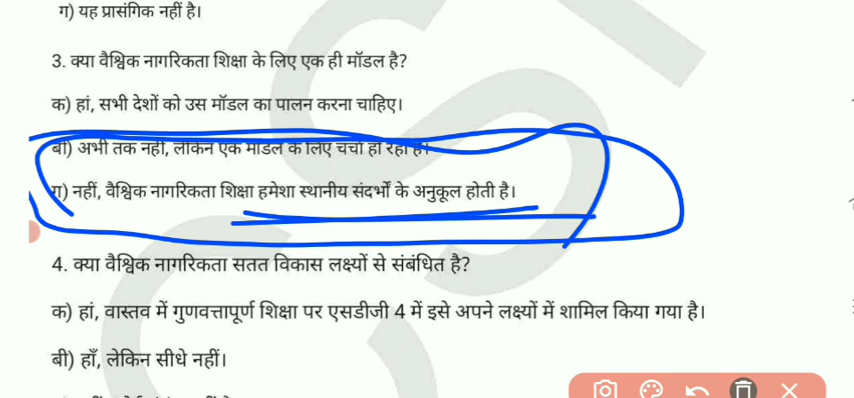 ग) यह प्रासंगिक नहीं है।
3. क्या वैश्विक नागरिकता शिक्षा के लिए एक ही मॉडल है?
क) हां, सभी देशों को उस मॉडल का पालन करना चाहिए।
बी) अभी तक नहीं, लेकिन एक मॉडल के लिए चर्चा हो रही है।
ग) नहीं, वैश्विक नागरिकता शिक्षा हमेशा स्थानीय संदर्भों के अनुकूल होती है।
4. क्या वैश्विक नागरिकता सतत विकास लक्ष्यों से संबंधित है?
क) हां, वास्तव में गुणवत्तापूर्ण शिक्षा पर एसडीजी 4 में इसे अपने लक्ष्यों में शामिल किया गया है।
बी) हाँ, लेकिन सीधे नहीं।